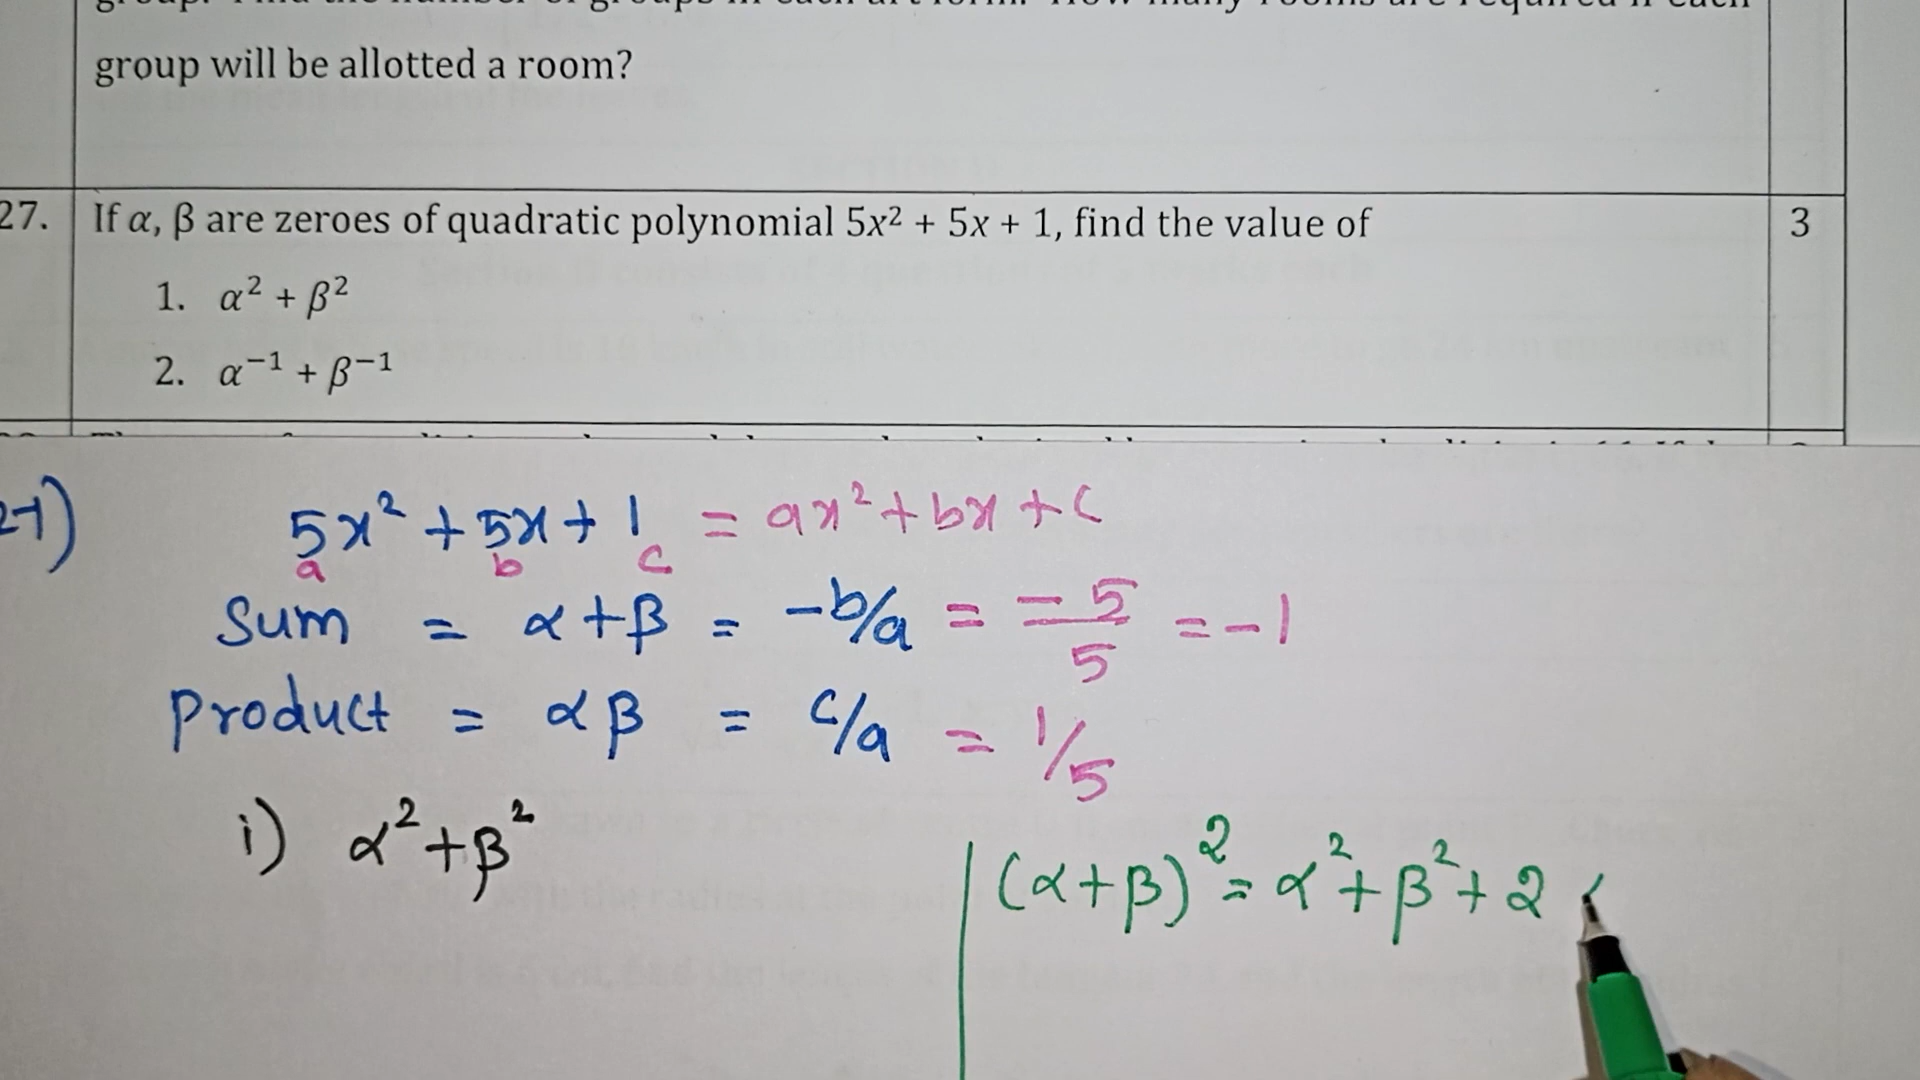 group will be allotted a room?
27. If α, β are zeroes of quadratic polynomial 5x² + 5x + 1, find the value of 3
1. α² + β²
2. α⁻¹ + β⁻¹
5x² + 5x + 1 = ax² + bx + c
a b c
Sum = α + β = -b/a = -5/5 = -1
Product = αβ = c/a = 1/5
i) α² + β²
(α + β)² = α² + β² + 2